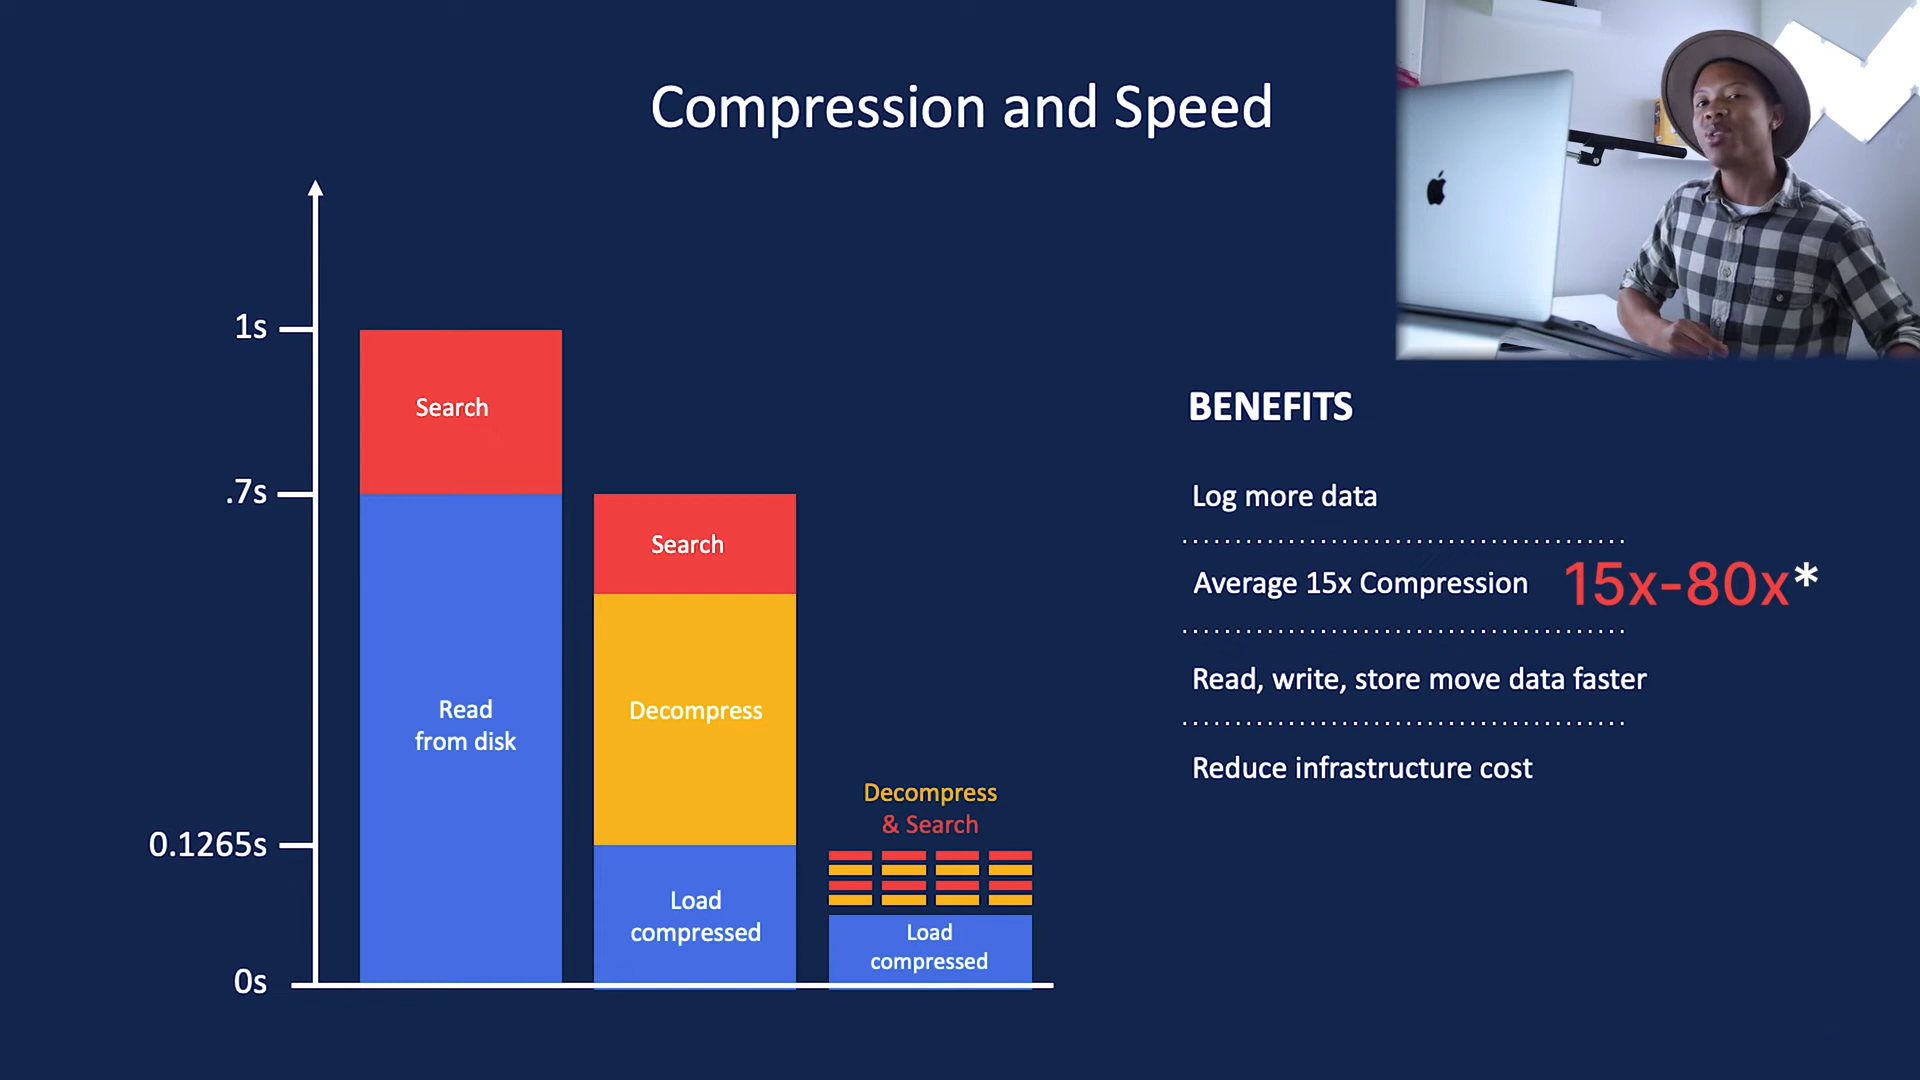 Compression and Speed
1s
.7s
0.1265s
0s
Search
Read
from disk
Search
Decompress
Load
compressed
Decompress
& Search
Load
compressed
BENEFITS
Log more data
Average 15x Compression 15x-80x*
Read, write, store move data faster
Reduce infrastructure cost